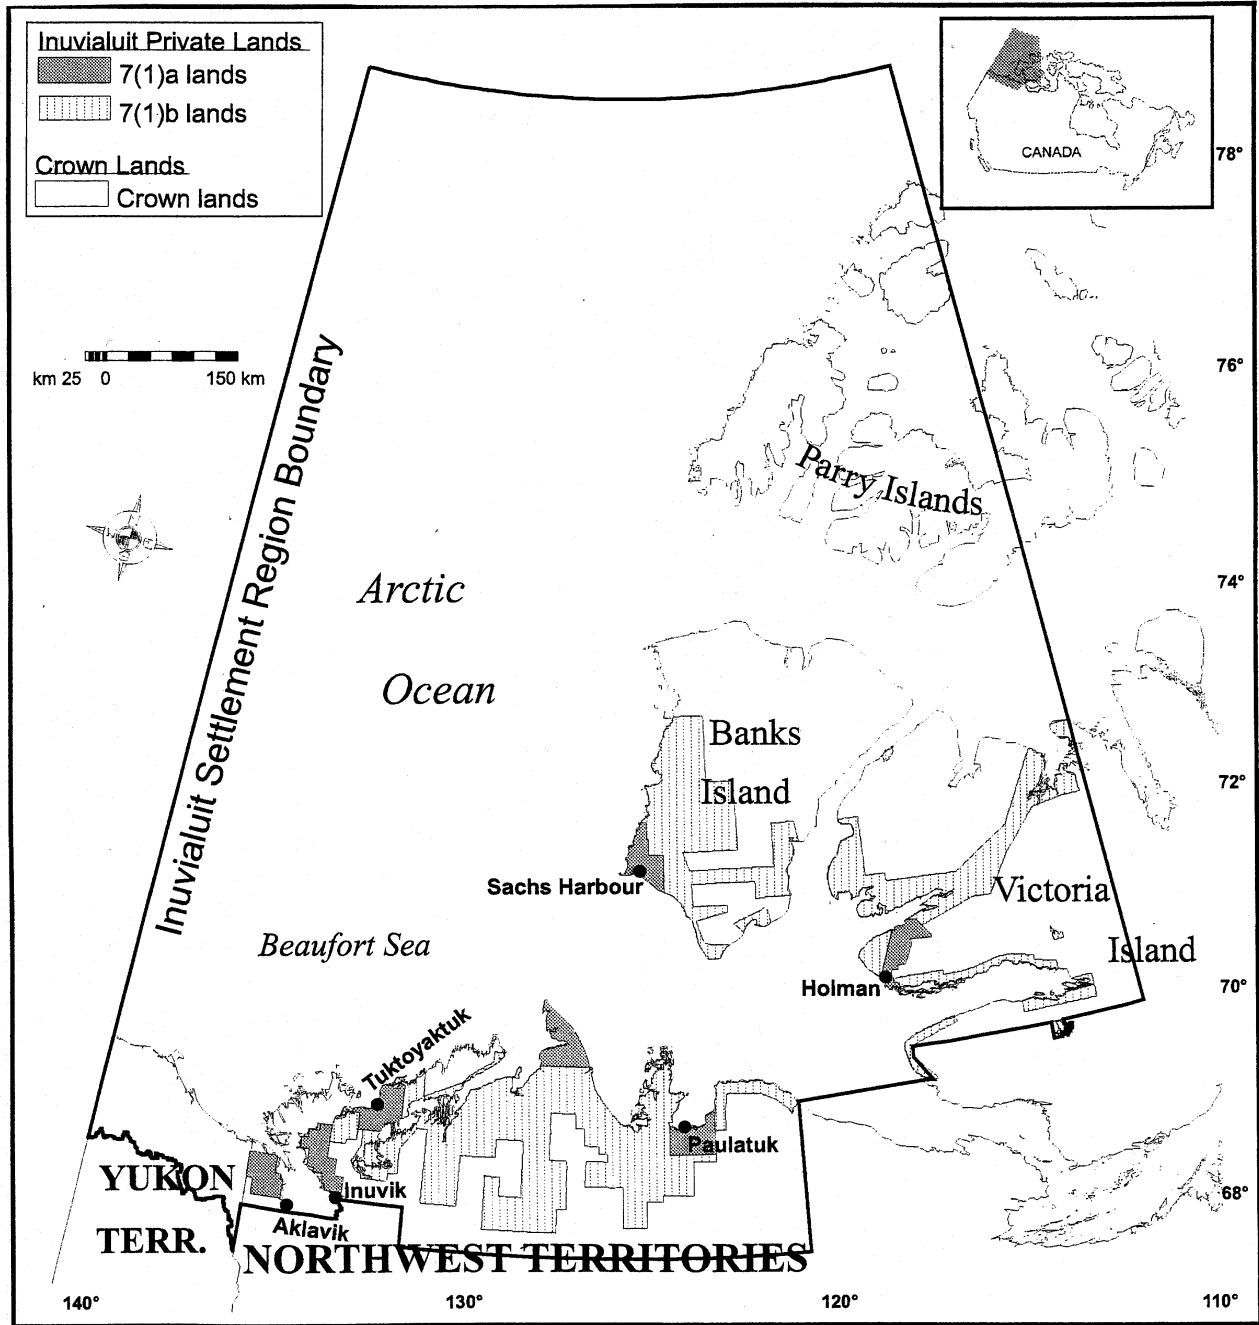 Inuvialuit Private Lands
7(1)a lands
7(1)b lands
Crown Lands
Crown lands
CANADA
78°
76°
74°
72°
70°
68°
km 25 0 150 km
Inuvialuit Settlement Region Boundary
Parry Islands
Arctic
Ocean
Banks
Island
Sachs Harbour
Victoria
Island
Beaufort Sea
Holman
Tuktoyaktuk
Paulatuk
YUKON
TERR.
Inuvik
Aklavik
NORTHWEST TERRITORIES
140°
130°
120°
110°